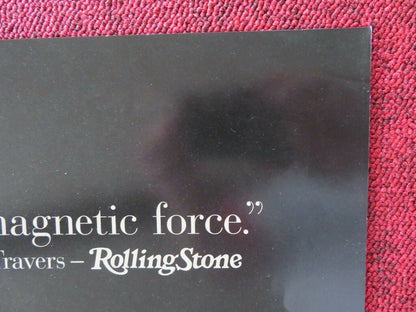 magnetic force.”
Travers – RollingStone